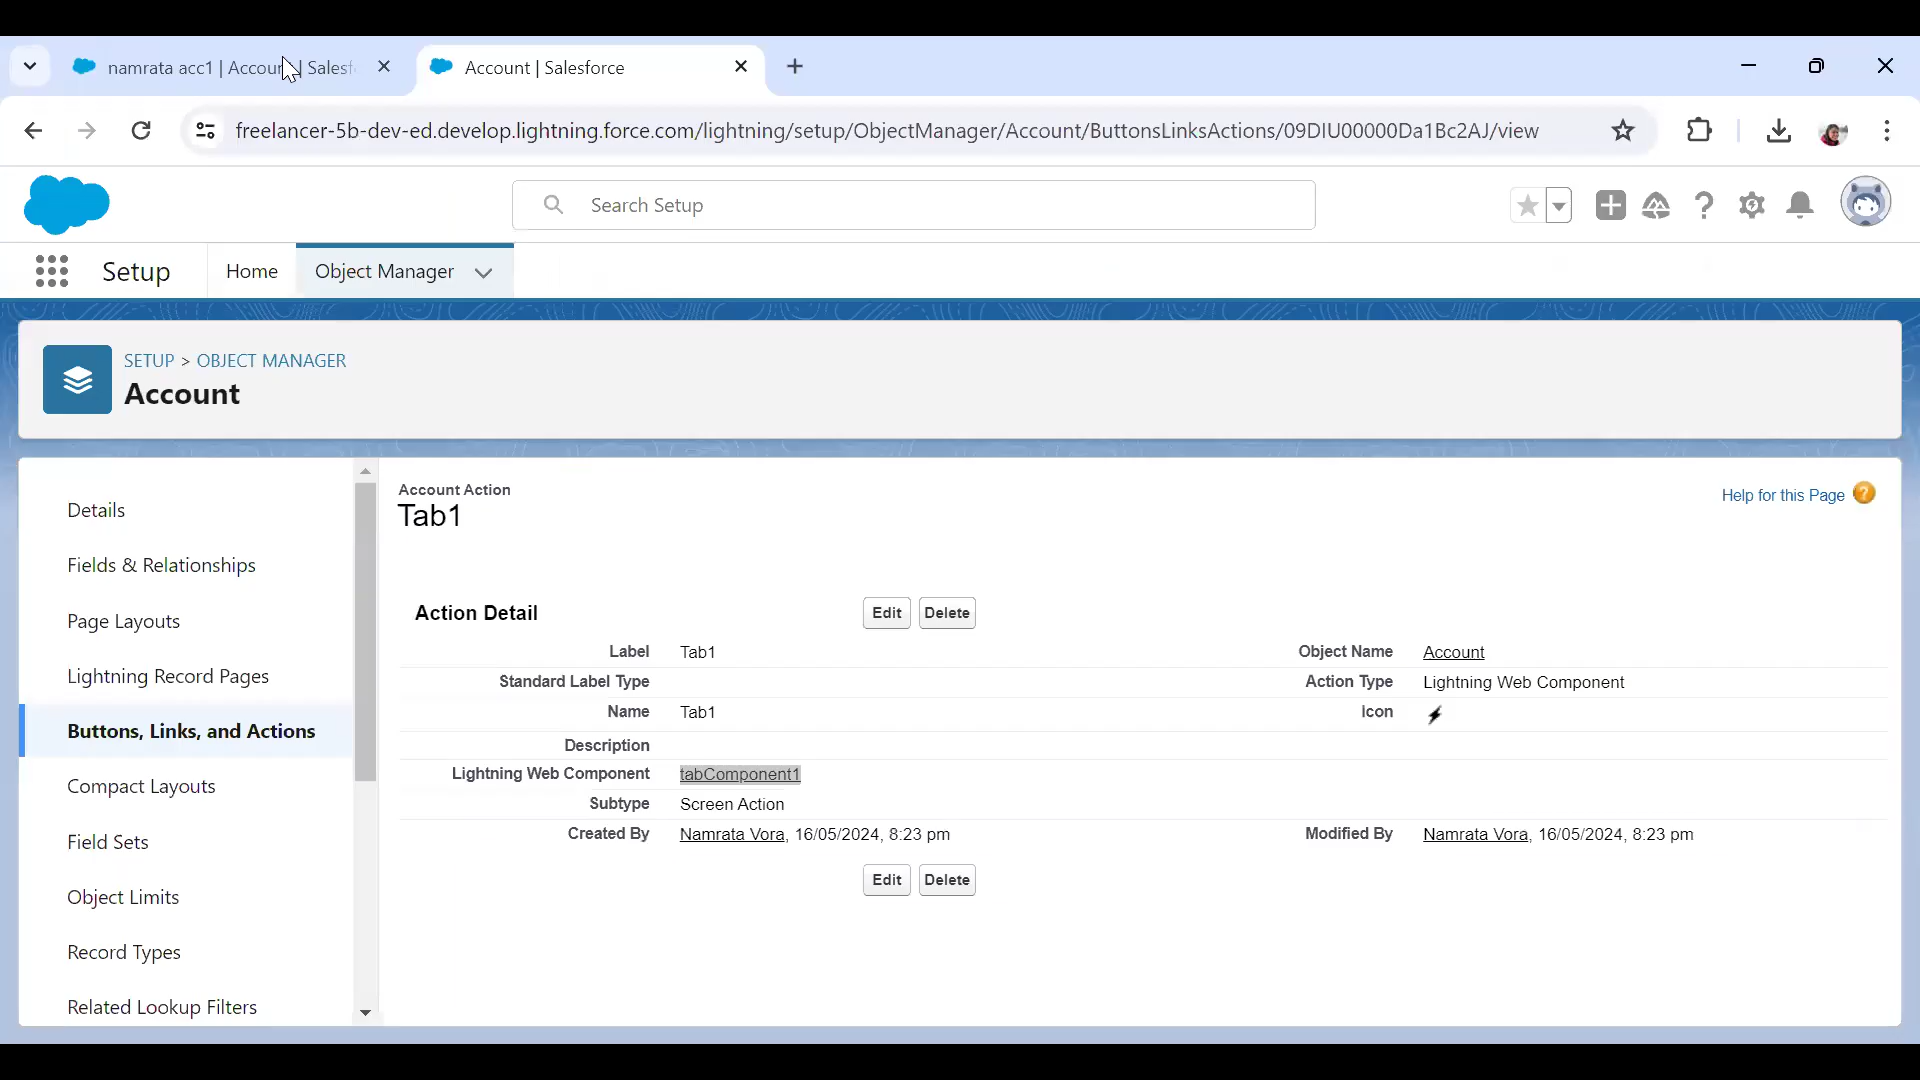 namrata acc1 | Accour | Salesf
Account | Salesforce
freelancer-5b-dev-ed.develop.lightning.force.com/lightning/setup/ObjectManager/Account/ButtonsLinksActions/09DIU00000Da1Bc2AJ/view
Search Setup
Setup
Home
Object Manager
SETUP > OBJECT MANAGER
Account
Details
Fields & Relationships
Page Layouts
Lightning Record Pages
Buttons, Links, and Actions
Compact Layouts
Field Sets
Object Limits
Record Types
Related Lookup Filters
Account Action
Tab1
Help for this Page
Action Detail
Edit Delete
Label Tab1 Object Name Account
Standard Label Type Action Type Lightning Web Component
Name Tab1 Icon
Description
Lightning Web Component tabComponent1
Subtype Screen Action
Created By Namrata Vora, 16/05/2024, 8:23 pm Modified By Namrata Vora, 16/05/2024, 8:23 pm
Edit Delete